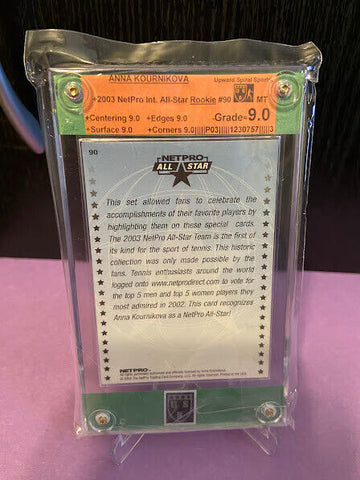 ANNA KOURNIKOVA Upward Spiral Sports
+2003 NetPro Int. All-Star Rookie #90 MT
+Centering 9.0 +Edges 9.0 Grade=9.0
+Surface 9.0 +Corners 9.0|||||P03|||||1230757|||||3
90
NETPRO
ALL STAR
This set allowed fans to celebrate the
accomplishments of their favorite players by
highlighting them on these special cards.
The 2003 NetPro All-Star Team is the first of
its kind for the sport of tennis. This historic
collection was only made possible by the
fans. Tennis enthusiasts around the world
logged onto www.netprodirect.com to vote for
the top 5 men and top 5 women players they
most admired in 2002. This card recognizes
Anna Kournikova as a NetPro All-Star!
NETPRO